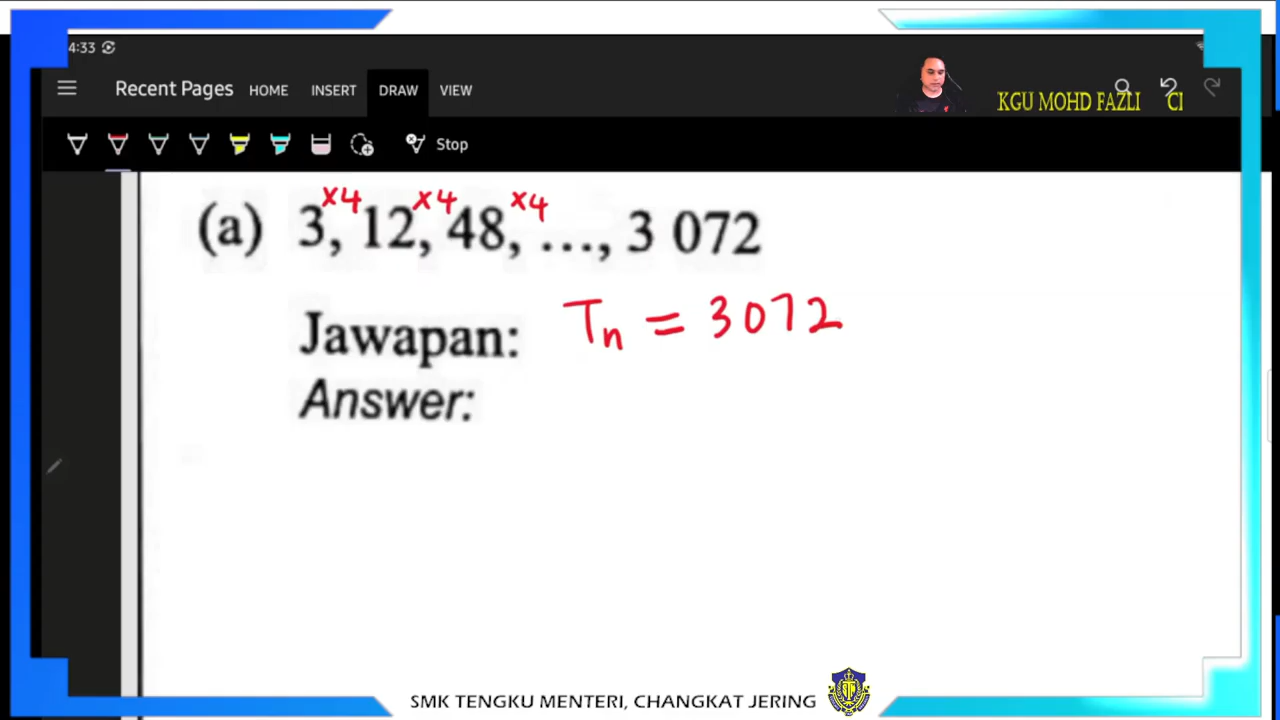 4:33
Recent Pages HOME INSERT DRAW VIEW
KGU MOHD FAZLI
Stop
×4 ×4 ×4
(a) 3, 12, 48, ..., 3 072
Jawapan: Tn = 3072
Answer:
SMK TENGKU MENTERI, CHANGKAT JERING